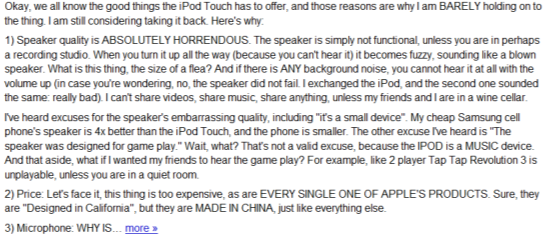 Okay, we all know the good things the iPod Touch has to offer, and those reasons are why I am BARELY holding on to
the thing. I am still considering taking it back. Here's why:
1) Speaker quality is ABSOLUTELY HORRENDOUS. The speaker is simply not functional, unless you are in perhaps
a recording studio. When you turn it up all the way (because you can't hear it) it becomes fuzzy, sounding like a blown
speaker. What is this thing, the size of a flea? And if there is ANY background noise, you cannot hear it at all with the
volume up (in case you're wondering, no, the speaker did not fail. I exchanged the iPod, and the second one sounded
the same: really bad). I can't share videos, share music, share anything, unless my friends and I are in a wine cellar.
I've heard excuses for the speaker's embarrassing quality, including "it's a small device". My cheap Samsung cell
phone's speaker is 4x better than the iPod Touch, and the phone is smaller. The other excuse I've heard is "The
speaker was designed for game play." Wait, what? That's not a valid excuse, because the IPOD is a MUSIC device.
And that aside, what if I wanted my friends to hear the game play? For example, like 2 player Tap Tap Revolution 3 is
unplayable, unless you are in a quiet room.
2) Price: Let's face it, this thing is too expensive, as are EVERY SINGLE ONE OF APPLE'S PRODUCTS. Sure, they
are "Designed in California", but they are MADE IN CHINA, just like everything else.
3) Microphone: WHY IS... more »